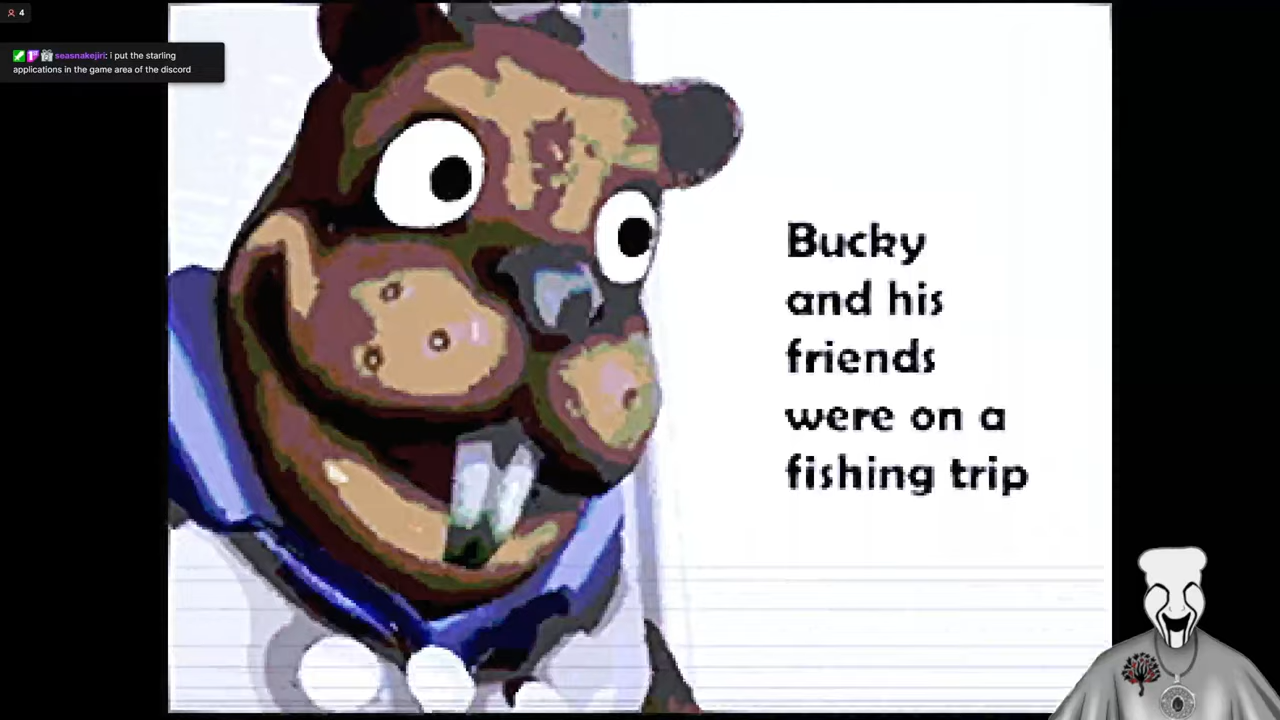 4
seasnakejiri: i put the starling
applications in the game area of the discord
Bucky
and his
friends
were on a
fishing trip